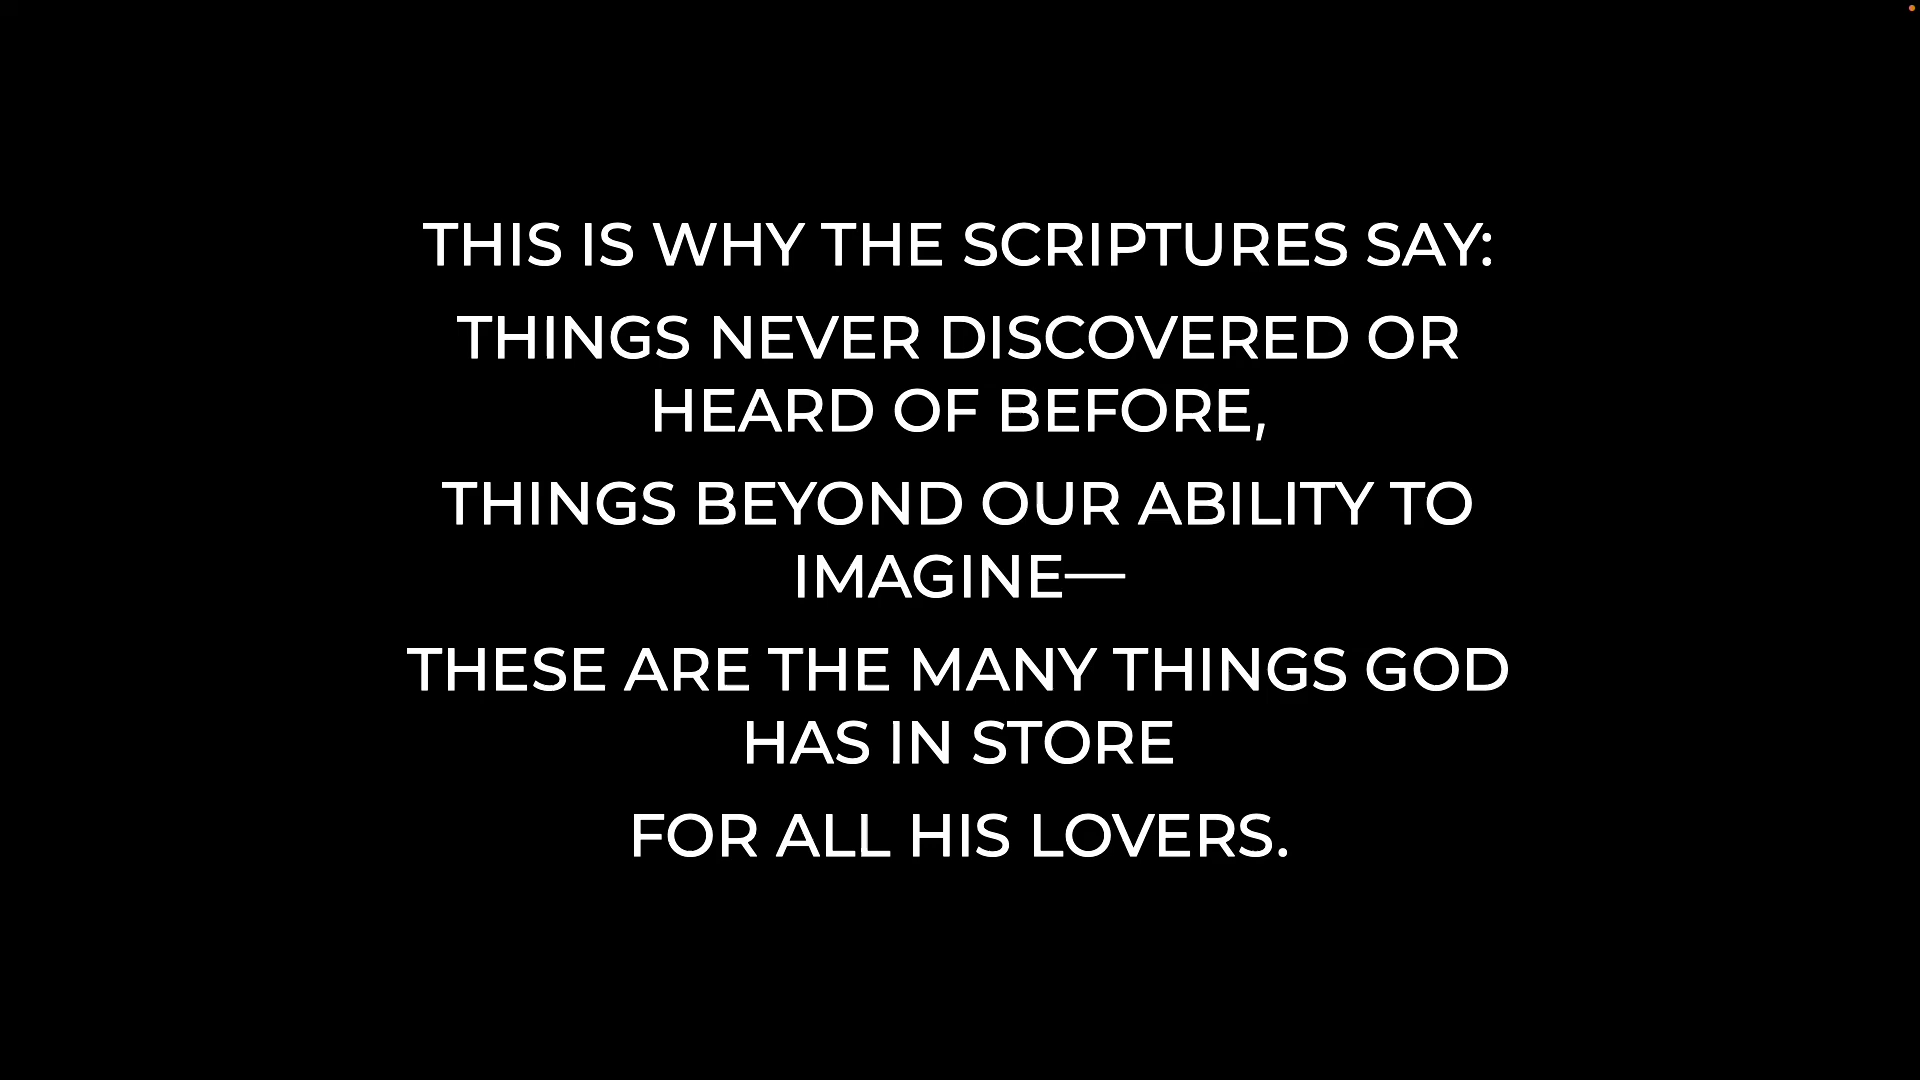 THIS IS WHY THE SCRIPTURES SAY:
THINGS NEVER DISCOVERED OR
HEARD OF BEFORE,
THINGS BEYOND OUR ABILITY TO
IMAGINE—
THESE ARE THE MANY THINGS GOD
HAS IN STORE
FOR ALL HIS LOVERS.